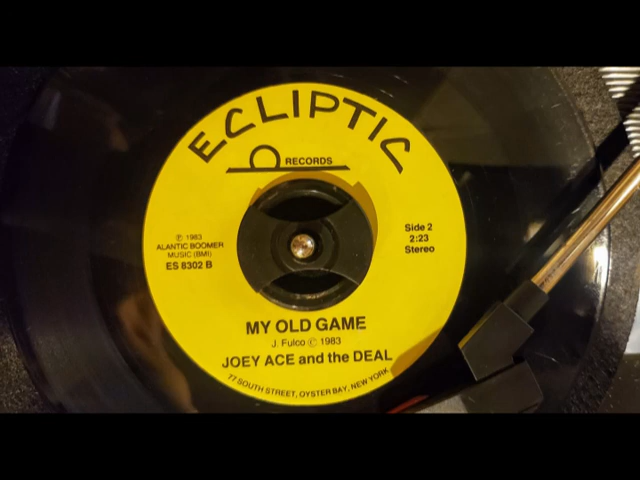 ECLIPTIC
RECORDS
℗ 1983
ALANTIC BOOMER
MUSIC (BMI)
ES 8302 B
Side 2
2:23
Stereo
MY OLD GAME
J. Fulco © 1983
JOEY ACE and the DEAL
77 SOUTH STREET, OYSTER BAY, NEW YORK